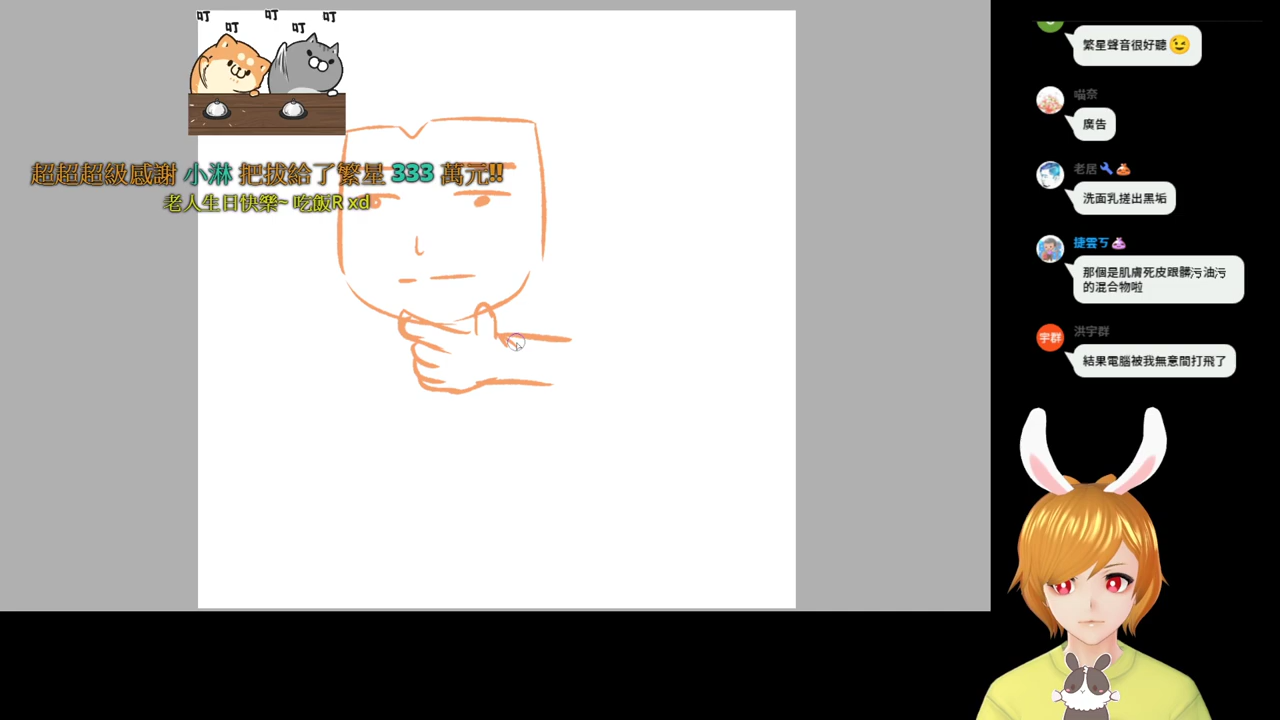 叮 叮 叮 叮 叮
超超超級感謝 小淋 把拔給了繁星 333 萬元!!
老人生日快樂~ 吃飯R xd
繁星聲音很好聽😉
喵奈
廣告
老居🔧
洗面乳搓出黑垢
捷雲ㄎ
那個是肌膚死皮跟髒污油污
的混合物啦
宇群
洪宇群
結果電腦被我無意間打飛了